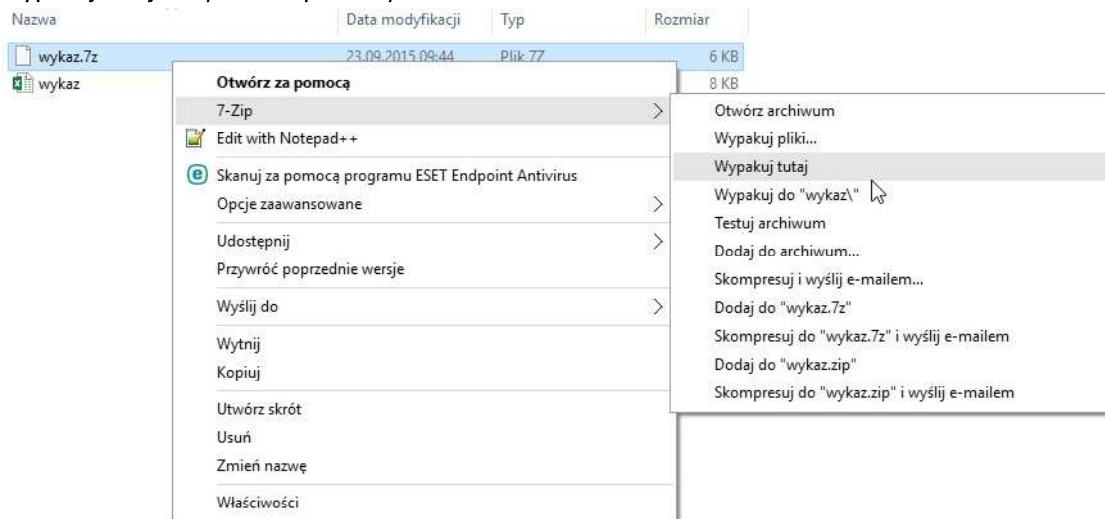 Nazwa Data modyfikacji Typ Rozmiar
wykaz.7z 23.09.2015 09:44 Plik 7Z 6 KB
wykaz 8 KB
Otwórz za pomocą
7-Zip
Edit with Notepad++
Skanuj za pomocą programu ESET Endpoint Antivirus
Opcje zaawansowane
Udostępnij
Przywróć poprzednie wersje
Wyślij do
Wytnij
Kopiuj
Utwórz skrót
Usuń
Zmień nazwę
Właściwości
Otwórz archiwum
Wypakuj pliki...
Wypakuj tutaj
Wypakuj do "wykaz\"
Testuj archiwum
Dodaj do archiwum...
Skompresuj i wyślij e-mailem...
Dodaj do "wykaz.7z"
Skompresuj do "wykaz.7z" i wyślij e-mailem
Dodaj do "wykaz.zip"
Skompresuj do "wykaz.zip" i wyślij e-mailem